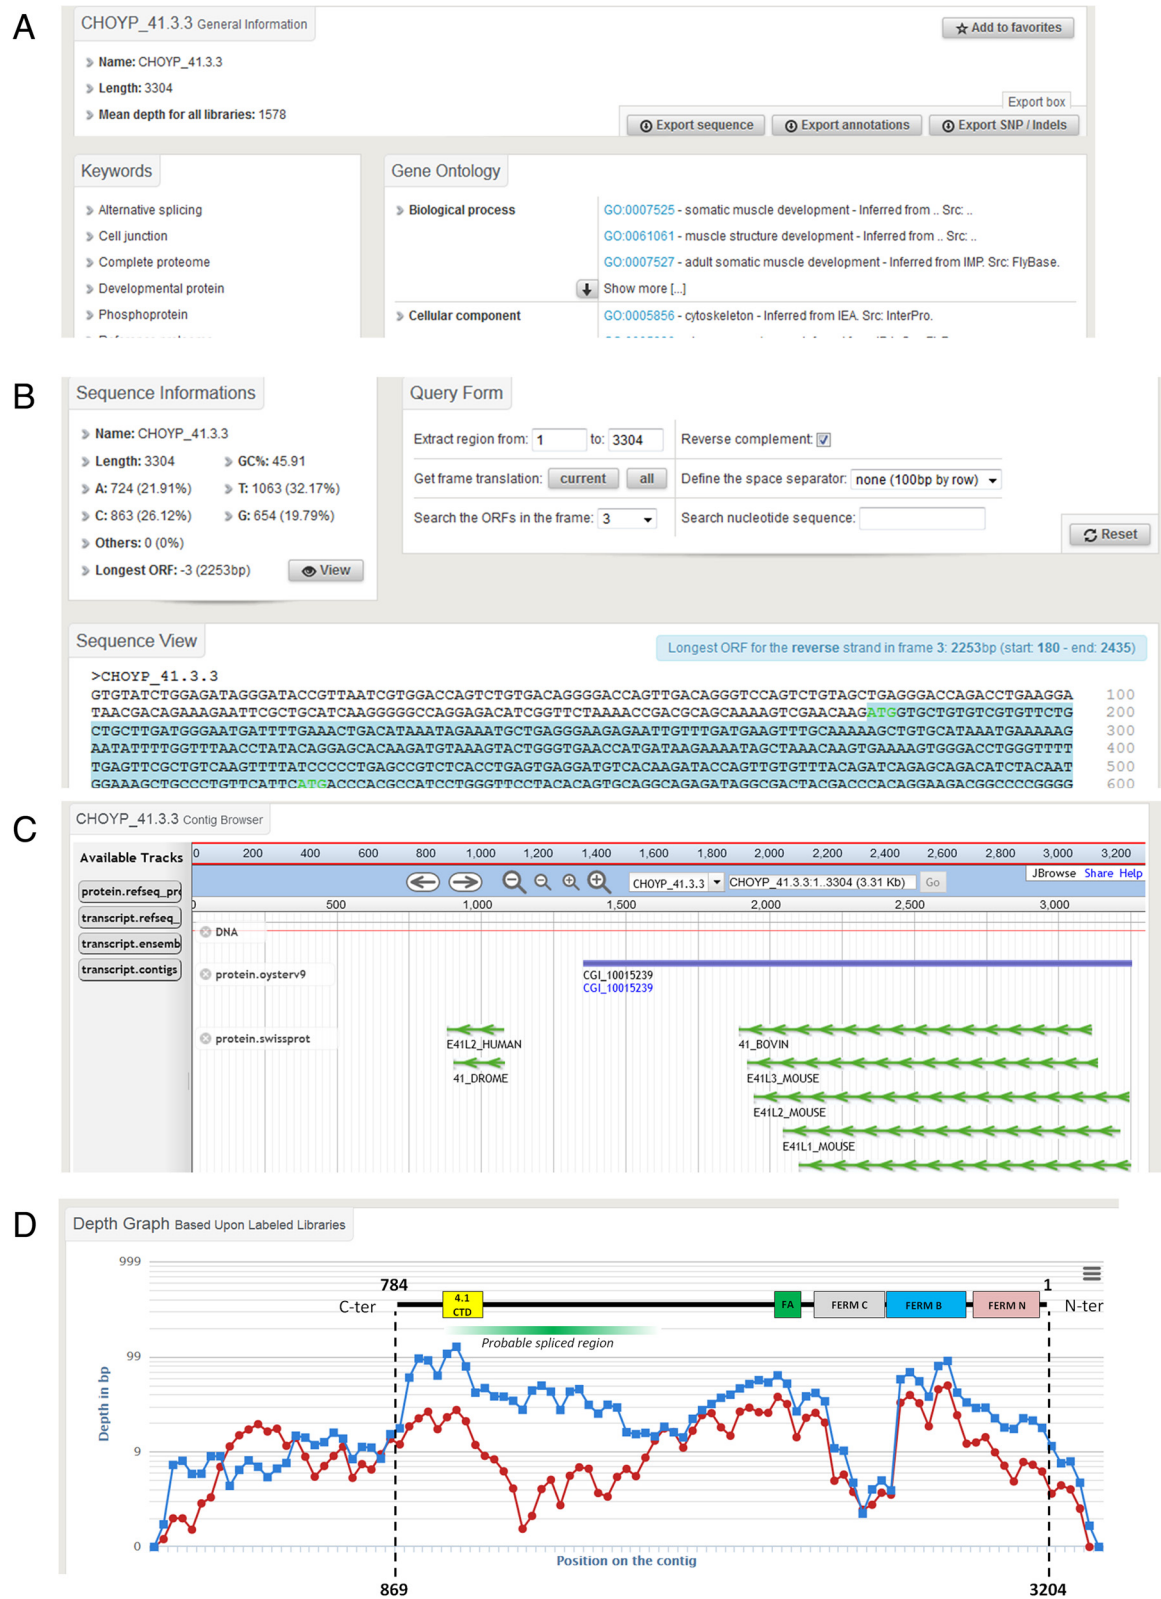 A
CHOYP_41.3.3 General Information
Add to favorites
Name: CHOYP_41.3.3
Length: 3304
Mean depth for all libraries: 1578
Export box
Export sequence
Export annotations
Export SNP / Indels
Keywords
Alternative splicing
Cell junction
Complete proteome
Developmental protein
Phosphoprotein
Gene Ontology
Biological process
GO:0007525 - somatic muscle development - Inferred from .. Src: ..
GO:0061061 - muscle structure development - Inferred from .. Src: ..
GO:0007527 - adult somatic muscle development - Inferred from IMP. Src: FlyBase.
Show more [...]
Cellular component
GO:0005856 - cytoskeleton - Inferred from IEA. Src: InterPro.
B
Sequence Informations
Name: CHOYP_41.3.3
Length: 3304 GC%: 45.91
A: 724 (21.91%) T: 1063 (32.17%)
C: 863 (26.12%) G: 654 (19.79%)
Others: 0 (0%)
Longest ORF: -3 (2253bp) View
Query Form
Extract region from: 1 to: 3304 Reverse complement:
Get frame translation: current all Define the space separator: none (100bp by row)
Search the ORFs in the frame: 3 Search nucleotide sequence:
Reset
Sequence View
Longest ORF for the reverse strand in frame 3: 2253bp (start: 180 - end: 2435)
>CHOYP_41.3.3
100
200
300
400
500
600
C
CHOYP_41.3.3 Contig Browser
Available Tracks
protein.refseq_pro
transcript.refseq_
transcript.ensemb
transcript.contigs
0 200 400 600 800 1,000 1,200 1,400 1,600 1,800 2,000 2,200 2,400 2,600 2,800 3,000 3,200
CHOYP_41.3.3 CHOYP_41.3.3:1..3304 (3.31 Kb) Go
JBrowse Share Help
0 500 1,000 1,500 2,000 2,500 3,000
DNA
protein.oysterv9
CGI_10015239
CGI_10015239
protein.swissprot
E41L2_HUMAN
41_BOVIN
41_DROME
E41L3_MOUSE
E41L2_MOUSE
E41L1_MOUSE
D
Depth Graph Based Upon Labeled Libraries
999
784
1
C-ter
4.1 CTD
FA
FERM C
FERM B
FERM N
N-ter
Probable spliced region
99
Depth in bp
9
0
Position on the contig
869
3204